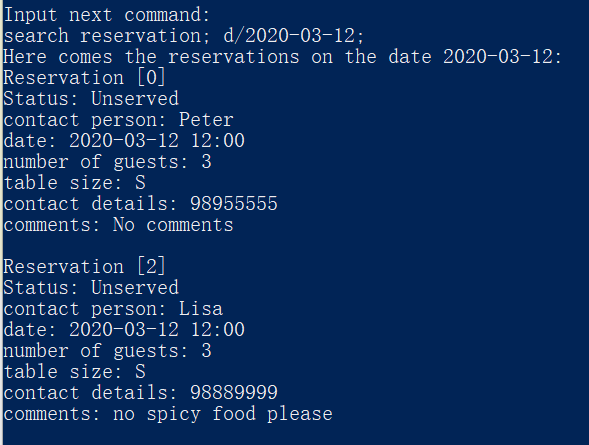 Input next command:
search reservation; d/2020-03-12;
Here comes the reservations on the date 2020-03-12:
Reservation [0]
Status: Unserved
contact person: Peter
date: 2020-03-12 12:00
number of guests: 3
table size: S
contact details: 98955555
comments: No comments
Reservation [2]
Status: Unserved
contact person: Lisa
date: 2020-03-12 12:00
number of guests: 3
table size: S
contact details: 98889999
comments: no spicy food please